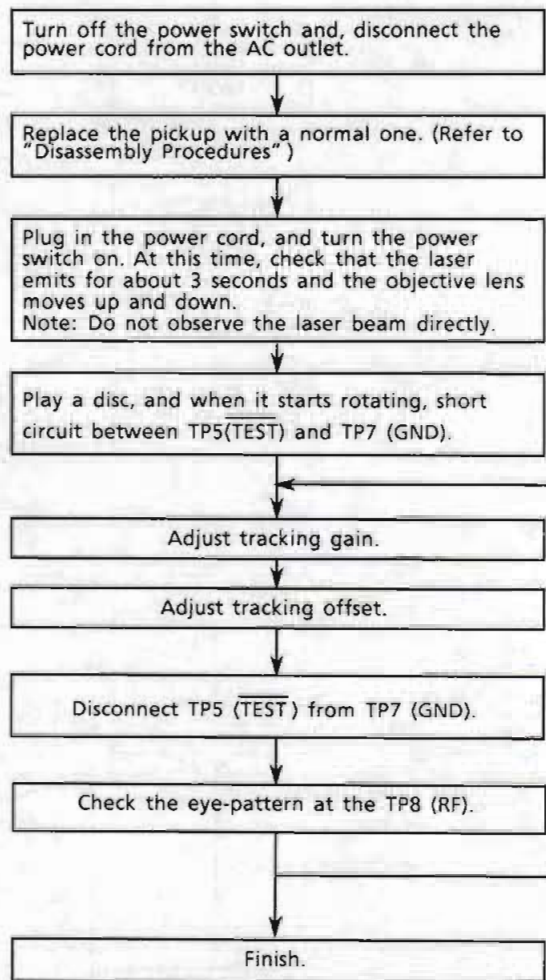 Turn off the power switch and, disconnect the
power cord from the AC outlet.
Replace the pickup with a normal one. (Refer to
"Disassembly Procedures")
Plug in the power cord, and turn the power
switch on. At this time, check that the laser
emits for about 3 seconds and the objective lens
moves up and down.
Note: Do not observe the laser beam directly.
Play a disc, and when it starts rotating, short
circuit between TP5(T̅E̅S̅T̅) and TP7 (GND).
Adjust tracking gain.
Adjust tracking offset.
Disconnect TP5 (T̅E̅S̅T̅) from TP7 (GND).
Check the eye-pattern at the TP8 (RF).
Finish.